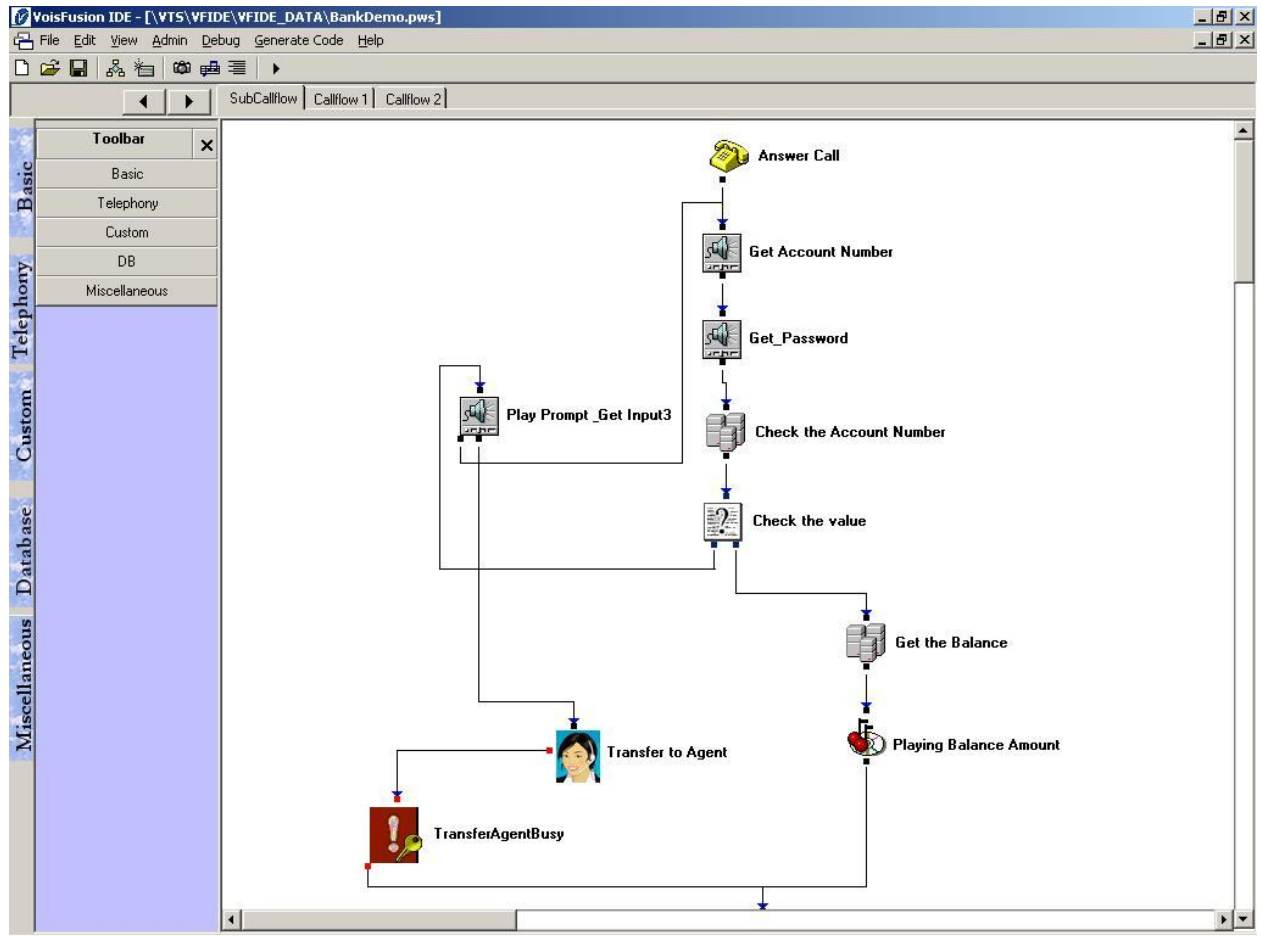 VoisFusion IDE - [\VTS\VFIDE\VFIDE_DATA\BankDemo.pws]
File Edit View Admin Debug Generate Code Help
SubCallflow Callflow 1 Callflow 2
Toolbar
Basic
Telephony
Custom
DB
Miscellaneous
Basic
Telephony
Custom
Database
Miscellaneous
Answer Call
Get Account Number
Get_Password
Play Prompt _Get Input3
Check the Account Number
Check the value
Get the Balance
Transfer to Agent
Playing Balance Amount
TransferAgentBusy